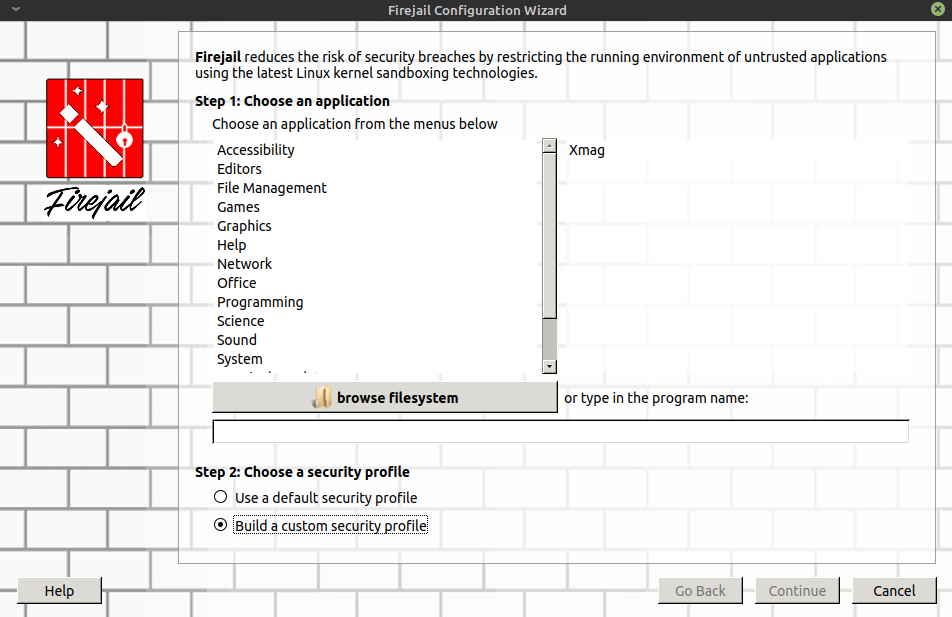 Firejail Configuration Wizard
Firejail reduces the risk of security breaches by restricting the running environment of untrusted applications
using the latest Linux kernel sandboxing technologies.
Step 1: Choose an application
Choose an application from the menus below
Accessibility
Xmag
Editors
File Management
Games
Graphics
Help
Network
Office
Programming
Science
Sound
System
Firejail
browse filesystem
or type in the program name:
Step 2: Choose a security profile
Use a default security profile
Build a custom security profile
Help
Go Back
Continue
Cancel